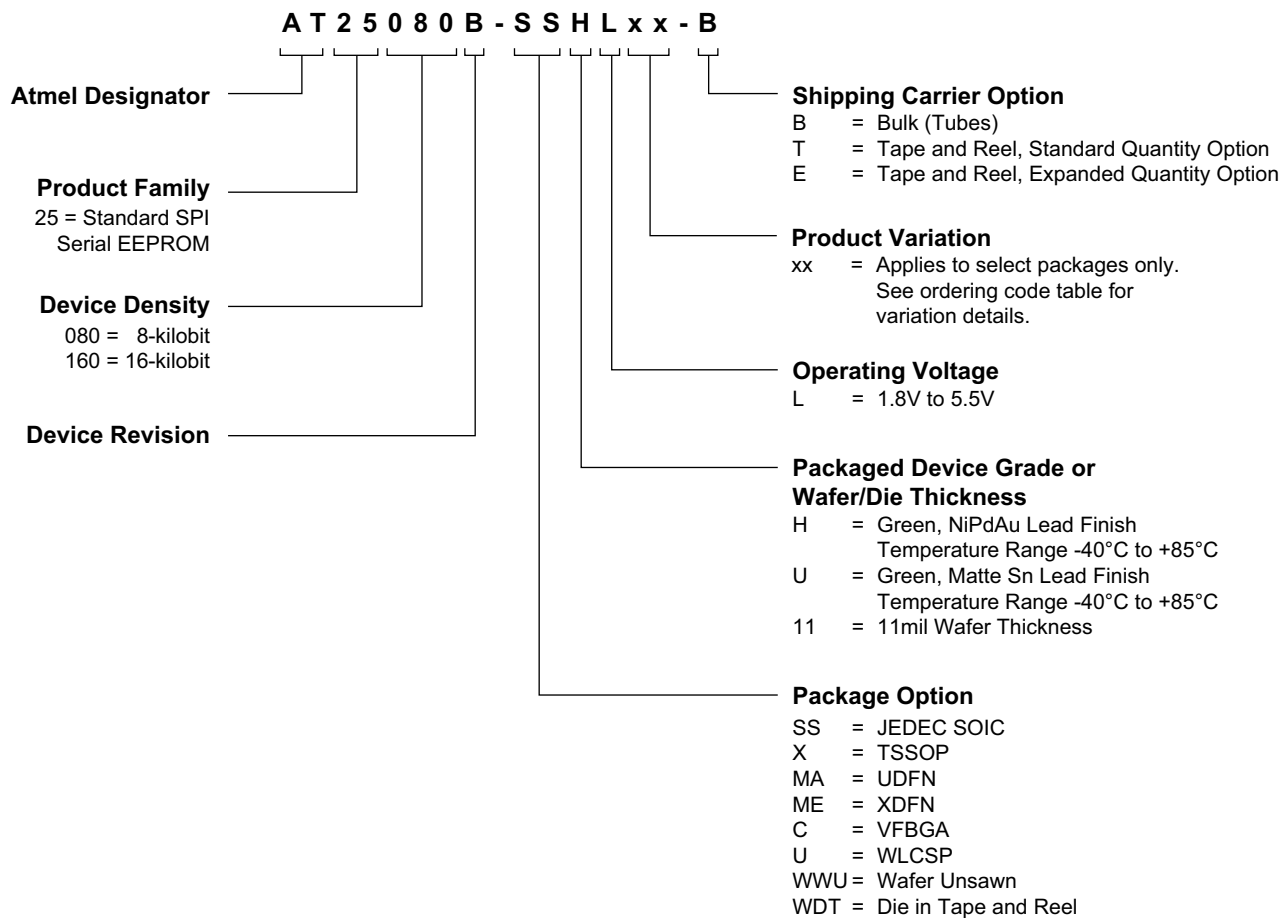 AT25080B-SSHLxx-B
Atmel Designator
Product Family
25 = Standard SPI
Serial EEPROM
Device Density
080 = 8-kilobit
160 = 16-kilobit
Device Revision
Shipping Carrier Option
B = Bulk (Tubes)
T = Tape and Reel, Standard Quantity Option
E = Tape and Reel, Expanded Quantity Option
Product Variation
xx = Applies to select packages only.
See ordering code table for
variation details.
Operating Voltage
L = 1.8V to 5.5V
Packaged Device Grade or
Wafer/Die Thickness
H = Green, NiPdAu Lead Finish
Temperature Range -40°C to +85°C
U = Green, Matte Sn Lead Finish
Temperature Range -40°C to +85°C
11 = 11mil Wafer Thickness
Package Option
SS = JEDEC SOIC
X = TSSOP
MA = UDFN
ME = XDFN
C = VFBGA
U = WLCSP
WWU = Wafer Unsawn
WDT = Die in Tape and Reel